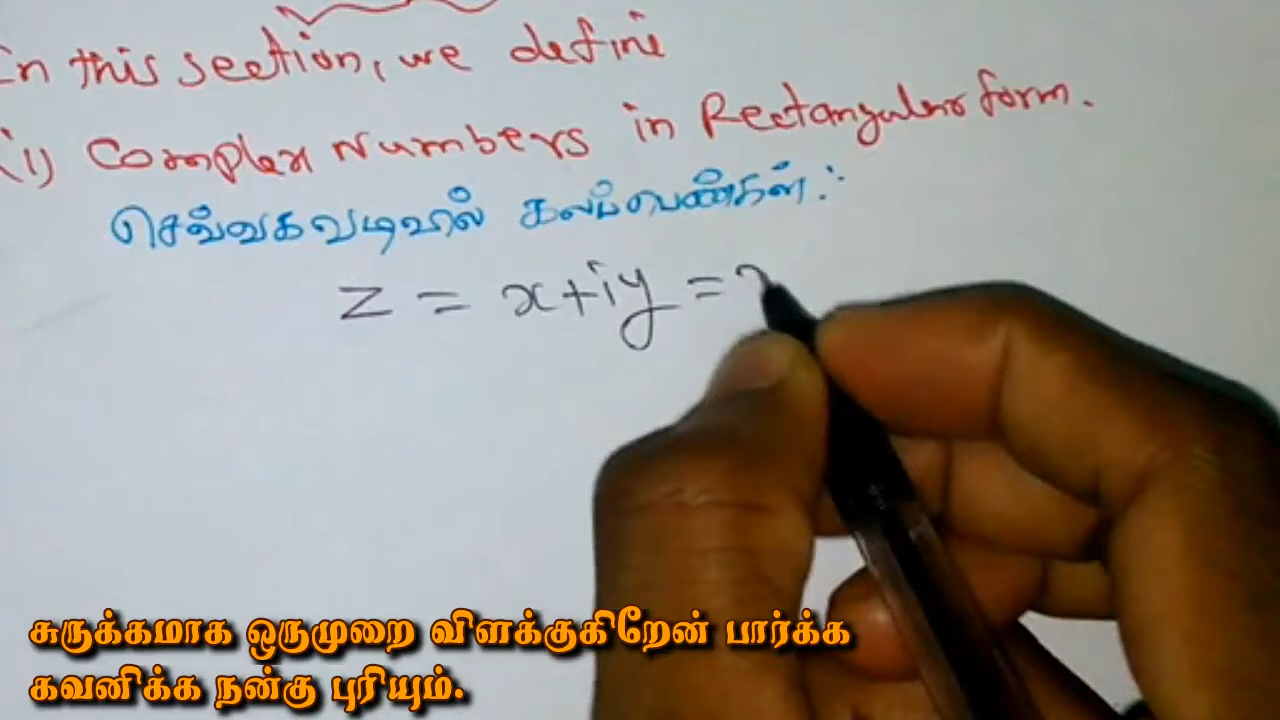 In this section, we define
(i) Complex Numbers in Rectangular form.
செவ்வகவடிவில் கலப்பெண்கள்:
z = x+iy =
சுருக்கமாக ஒருமுறை விளக்குகிறேன் பார்க்க
கவனிக்க நன்கு புரியும்.